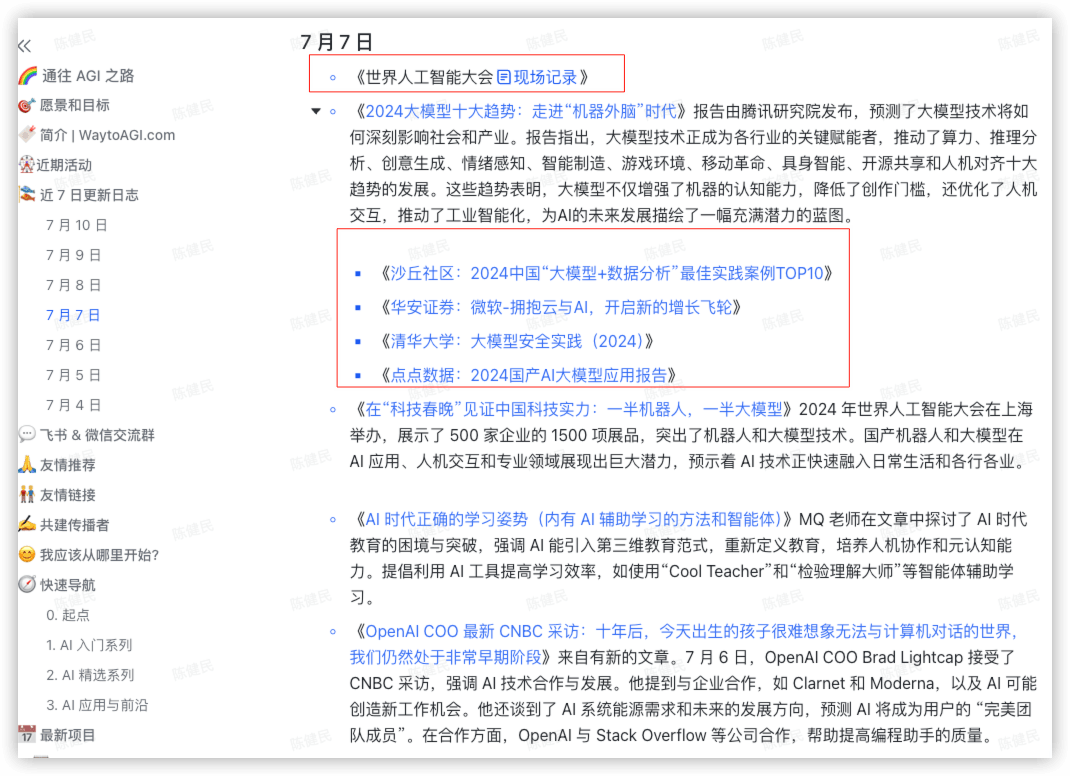 通往 AGI 之路
愿景和目标
简介 | WaytoAGI.com
近期活动
近 7 日更新日志
7 月 10 日
7 月 9 日
7 月 8 日
7 月 7 日
7 月 6 日
7 月 5 日
7 月 4 日
飞书 & 微信交流群
友情推荐
友情链接
共建传播者
我应该从哪里开始?
快速导航
0. 起点
1. AI 入门系列
2. AI 精选系列
3. AI 应用与前沿
17 最新项目
7 月 7 日
《世界人工智能大会现场记录》
《2024大模型十大趋势：走进“机器外脑”时代》报告由腾讯研究院发布，预测了大模型技术将如
何深刻影响社会和产业。报告指出，大模型技术正成为各行业的关键赋能者，推动了算力、推理分
析、创意生成、情绪感知、智能制造、游戏环境、移动革命、具身智能、开源共享和人机对齐十大
趋势的发展。这些趋势表明，大模型不仅增强了机器的认知能力，降低了创作门槛，还优化了人机
交互，推动了工业智能化，为AI的未来发展描绘了一幅充满潜力的蓝图。
《沙丘社区：2024中国“大模型+数据分析”最佳实践案例TOP10》
《华安证券：微软-拥抱云与AI，开启新的增长飞轮》
《清华大学：大模型安全实践（2024）》
《点点数据：2024国产AI大模型应用报告》
《在“科技春晚”见证中国科技实力：一半机器人，一半大模型》2024 年世界人工智能大会在上海
举办，展示了 500 家企业的 1500 项展品，突出了机器人和大模型技术。国产机器人和大模型在
AI 应用、人机交互和专业领域展现出巨大潜力，预示着 AI 技术正快速融入日常生活和各行各业。
《AI 时代正确的学习姿势（内有 AI 辅助学习的方法和智能体）》MQ 老师在文章中探讨了 AI 时代
教育的困境与突破，强调 AI 能引入第三维教育范式，重新定义教育，培养人机协作和元认知能
力。提倡利用 AI 工具提高学习效率，如使用“Cool Teacher”和“检验理解大师”等智能体辅助学
习。
《OpenAI COO 最新 CNBC 采访：十年后，今天出生的孩子很难想象无法与计算机对话的世界，
我们仍然处于非常早期阶段》来自有新的文章。7 月 6 日，OpenAI COO Brad Lightcap 接受了
CNBC 采访，强调 AI 技术合作与发展。他提到与企业合作，如 Clarnet 和 Moderna，以及 AI 可能
创造新工作机会。他还谈到了 AI 系统能源需求和未来的发展方向，预测 AI 将成为用户的 “完美团
队成员”。在合作方面，OpenAI 与 Stack Overflow 等公司合作，帮助提高编程助手的质量。
陈健民